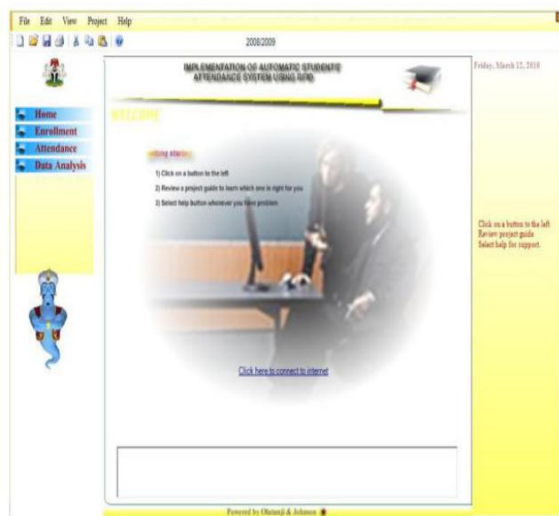 File Edit View Project Help
2008/2009
IMPLEMENTATION OF AUTOMATIC STUDENTS'
ATTENDANCE SYSTEM USING RFID
Friday, March 12, 2010
WELCOME
Home
Enrollment
Attendance
Data Analysis
getting started
1) Click on a button to the left
2) Review a project guide to learn which one is right for you
3) Select help button whenever you have problem
Click on a button to the left
Review project guide
Select help for support.
Click here to connect to internet
Powered by Olatunji & Johnson